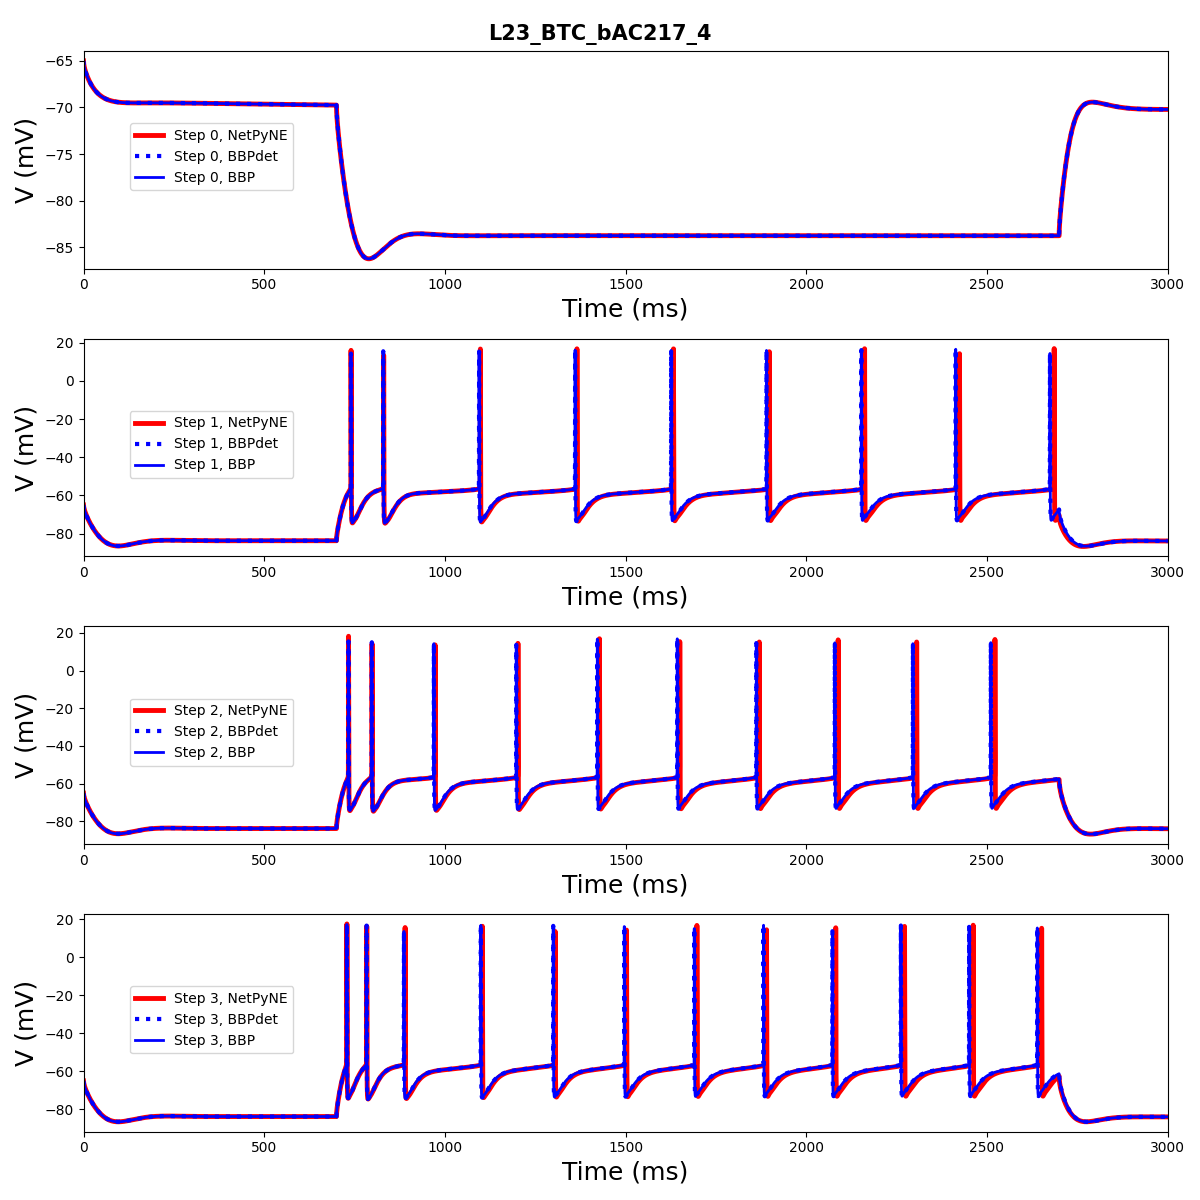 L23_BTC_bAC217_4
−65
−70
−75
−80
−85
V (mV)
Step 0, NetPyNE
Step 0, BBPdet
Step 0, BBP
0 500 1000 1500 2000 2500 3000
Time (ms)
20
0
−20
−40
−60
−80
V (mV)
Step 1, NetPyNE
Step 1, BBPdet
Step 1, BBP
0 500 1000 1500 2000 2500 3000
Time (ms)
20
0
−20
−40
−60
−80
V (mV)
Step 2, NetPyNE
Step 2, BBPdet
Step 2, BBP
0 500 1000 1500 2000 2500 3000
Time (ms)
20
0
−20
−40
−60
−80
V (mV)
Step 3, NetPyNE
Step 3, BBPdet
Step 3, BBP
0 500 1000 1500 2000 2500 3000
Time (ms)